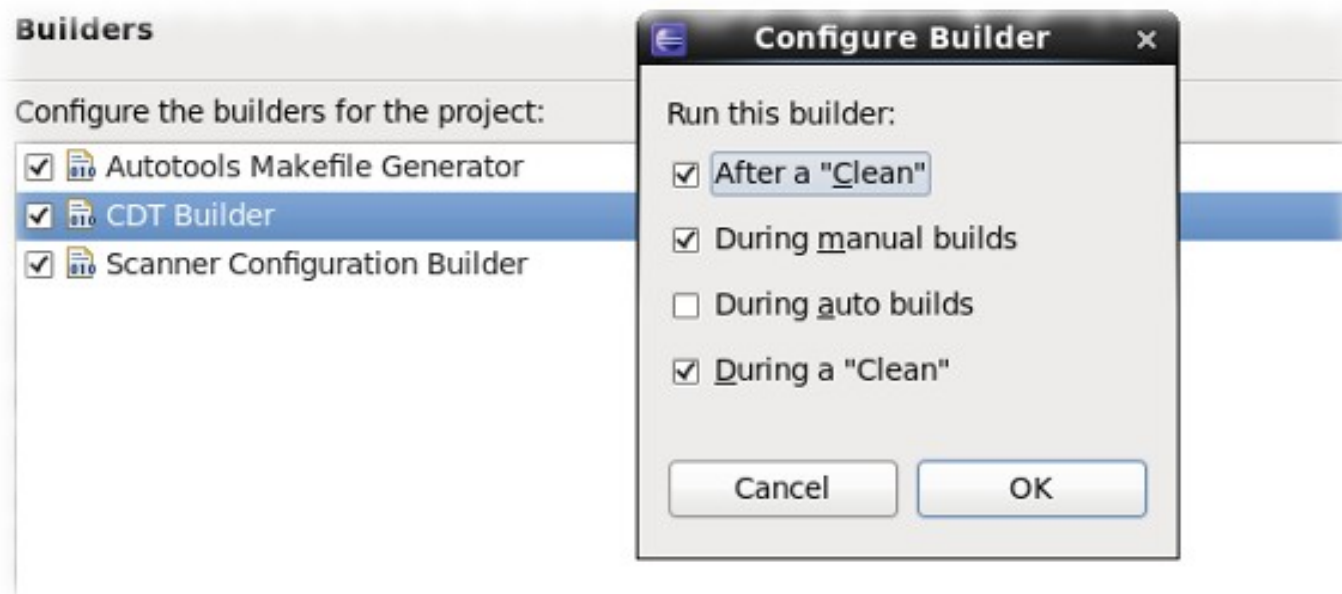 Builders
Configure the builders for the project:
Autotools Makefile Generator
CDT Builder
Scanner Configuration Builder
Configure Builder
Run this builder:
After a "Clean"
During manual builds
During auto builds
During a "Clean"
Cancel
OK